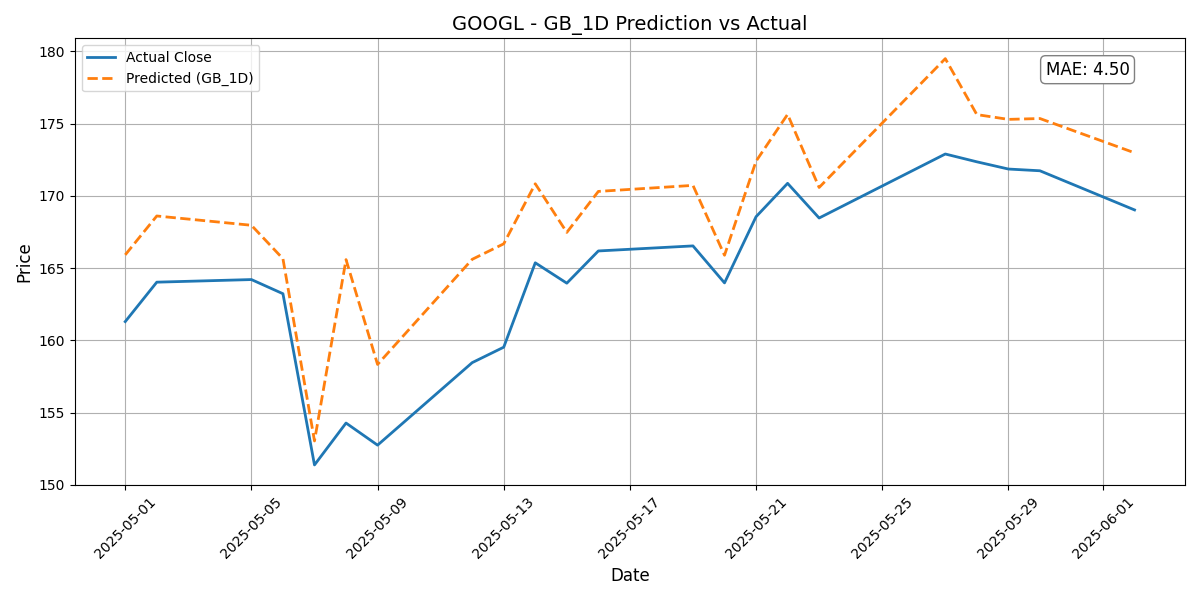 GOOGL - GB_1D Prediction vs Actual
Actual Close
Predicted (GB_1D)
MAE: 4.50
Price
180
175
170
165
160
155
150
2025-05-01
2025-05-05
2025-05-09
2025-05-13
2025-05-17
2025-05-21
2025-05-25
2025-05-29
2025-06-01
Date